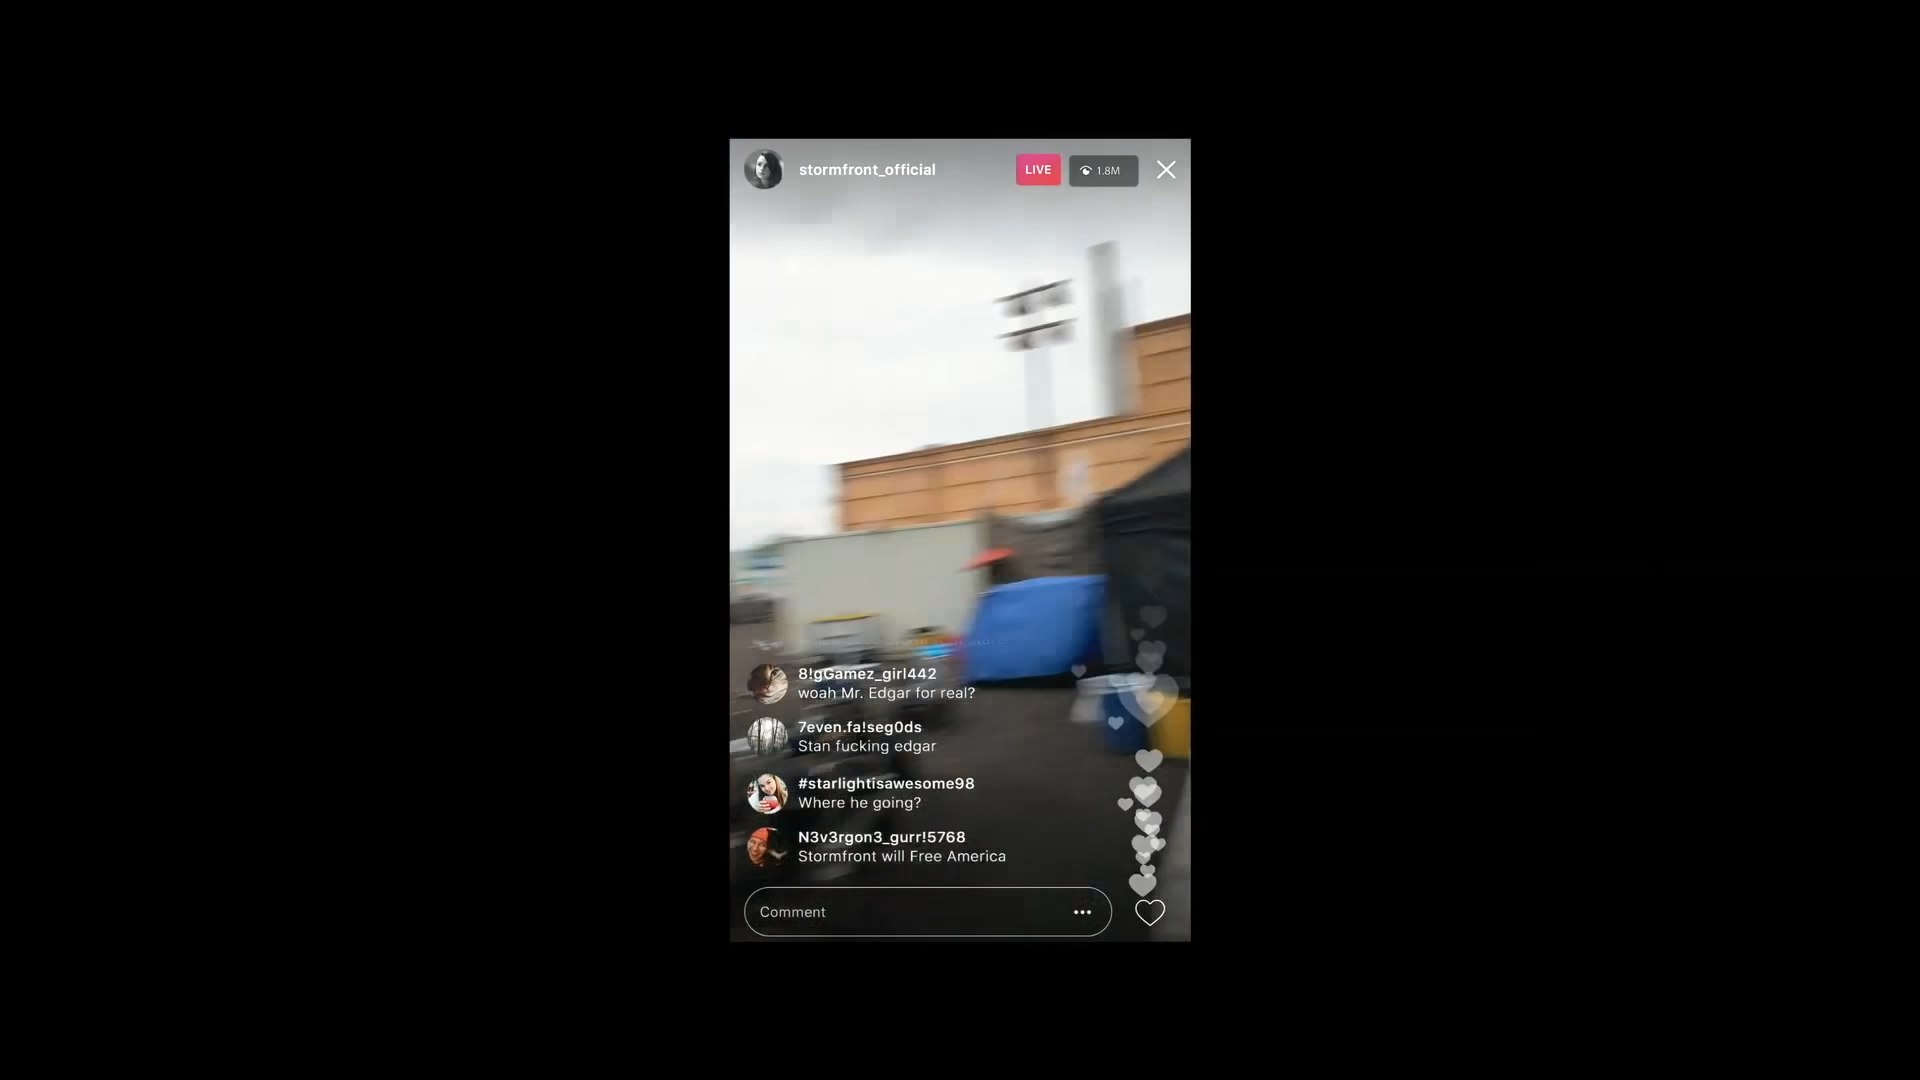 stormfront_official
LIVE
1.8M
8!gGamez_girl442
woah Mr. Edgar for real?
7even.fa!seg0ds
Stan fucking edgar
#starlightisawesome98
Where he going?
N3v3rgon3_gurr!5768
Stormfront will Free America
Comment